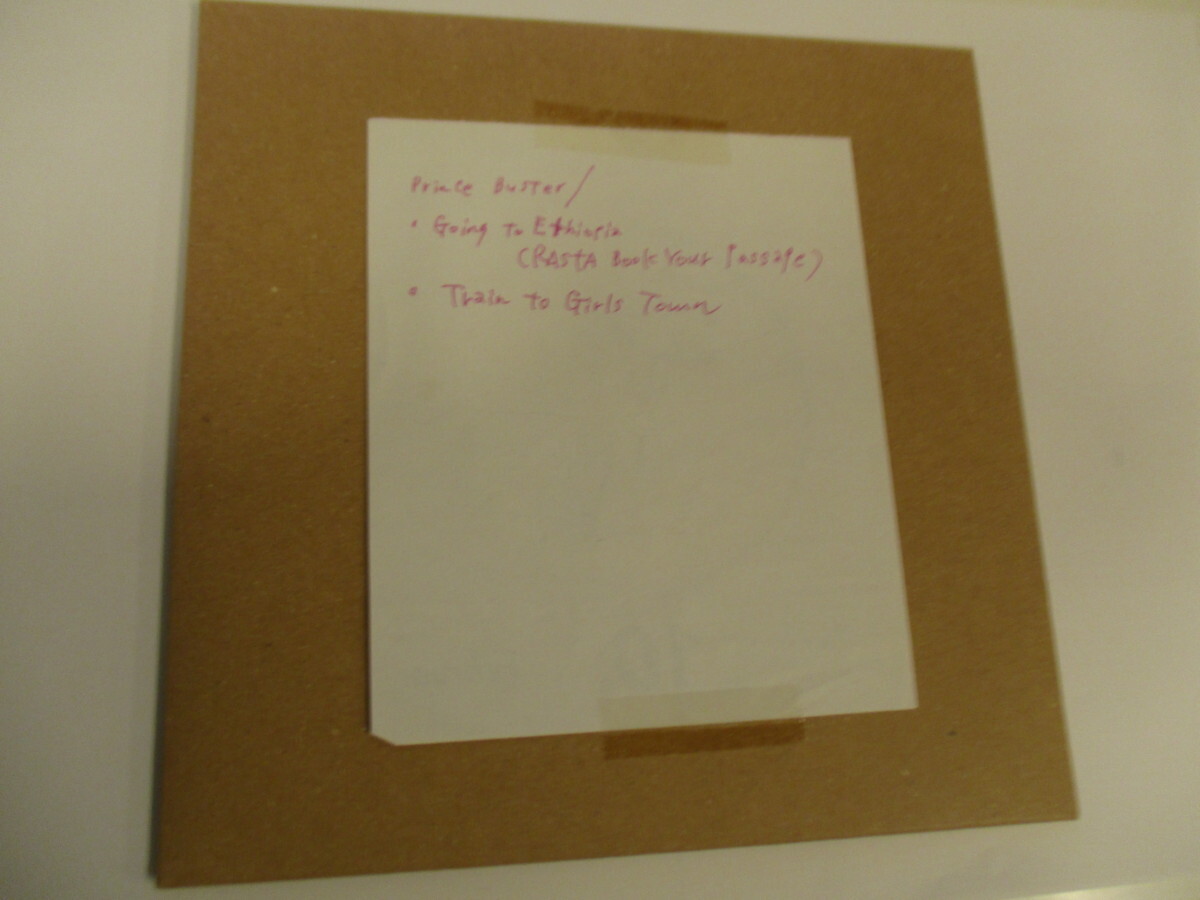 Prince Buster/
• Going To Ethiopia
(RAStA Book Your Passage)
• Train to Girls Town